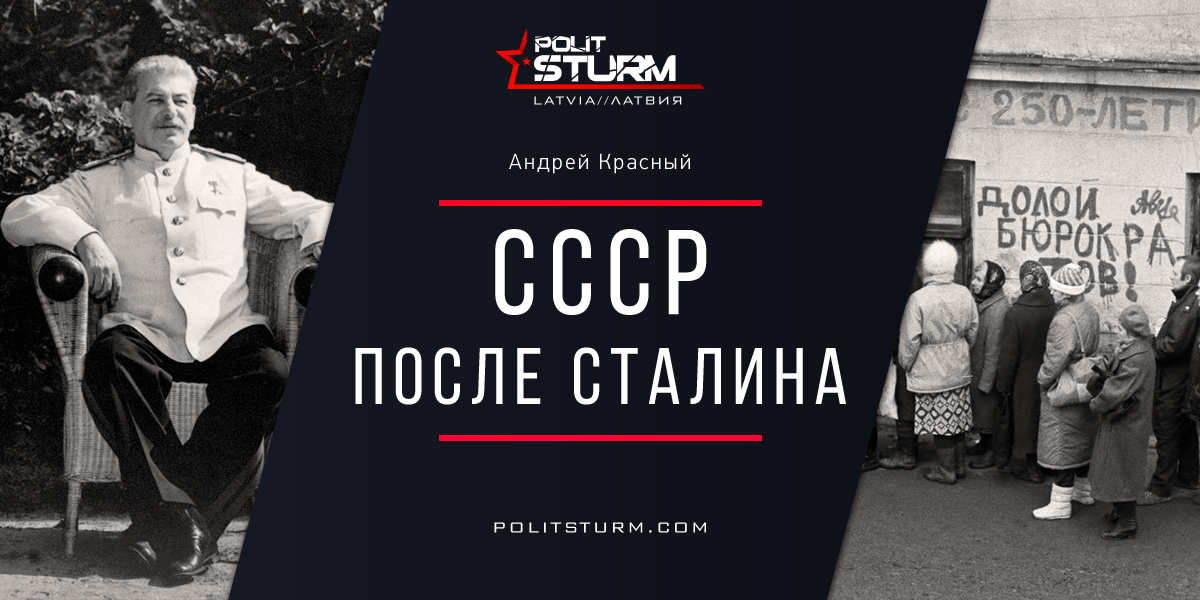 POLIT
STURM
LATVIA//ЛАТВИЯ
Андрей Красный
СССР
ПОСЛЕ СТАЛИНА
POLITSTURM.COM
250-ЛЕТИ
ДОЛОЙ
БЮРОКРА
ТОВ!